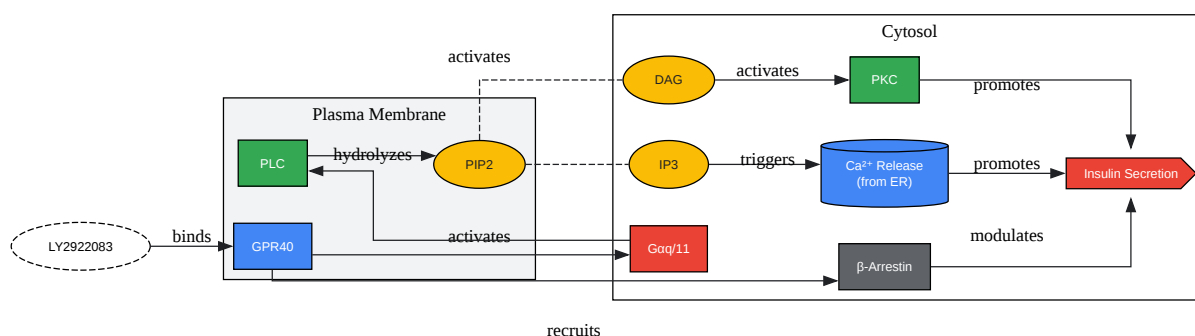 Cytosol
activates
DAG
activates
PKC
promotes
Plasma Membrane
PLC
hydrolyzes
PIP2
IP3
triggers
Ca²⁺ Release
(from ER)
promotes
Insulin Secretion
LY2922083
binds
GPR40
activates
Gαq/11
β-Arrestin
modulates
recruits